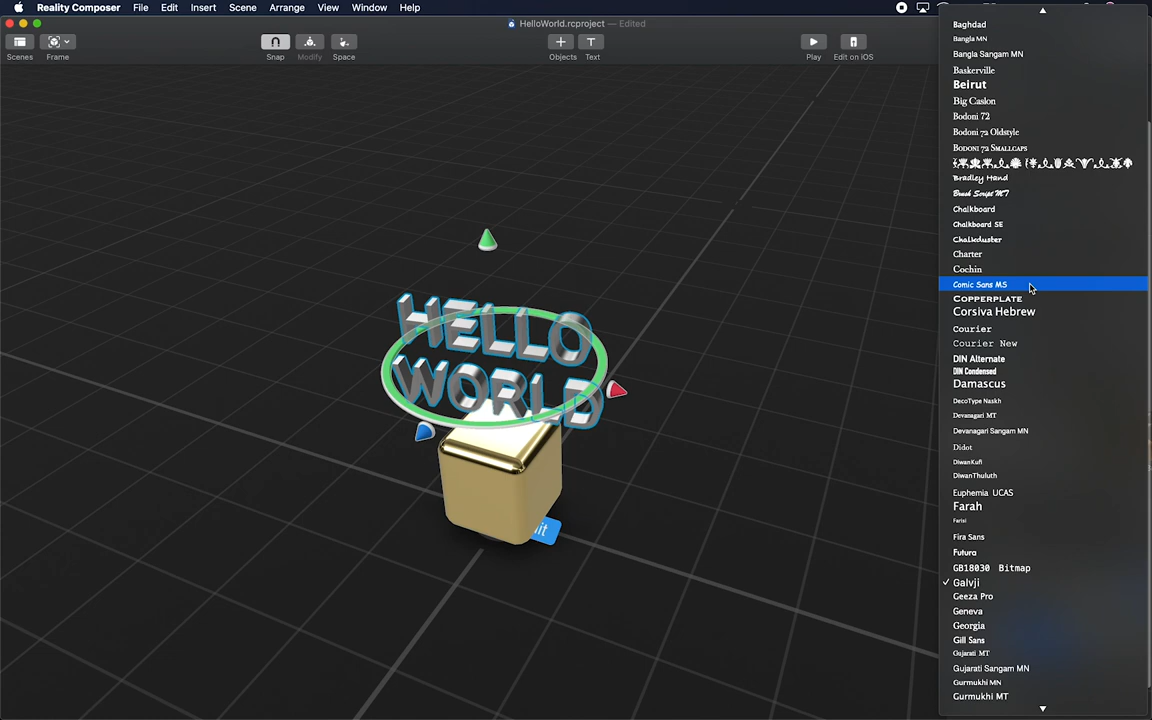 Reality Composer File Edit Insert Scene Arrange View Window Help
HelloWorld.rcproject — Edited
Scenes Frame Snap Modify Space Objects Text Play Edit on iOS
HELLO
WORLD
it
Baghdad
Bangla MN
Bangla Sangam MN
Baskerville
Beirut
Big Caslon
Bodoni 72
Bodoni 72 Oldstyle
Bodoni 72 Smallcaps
Bradley Hand
Brush Script MT
Chalkboard
Chalkboard SE
Chalkduster
Charter
Cochin
Comic Sans MS
Copperplate
Corsiva Hebrew
Courier
Courier New
DIN Alternate
DIN Condensed
Damascus
DecoType Naskh
Devanagari MT
Devanagari Sangam MN
Didot
DiwanKufi
DiwanThuluth
Euphemia UCAS
Farah
Farisi
Fira Sans
Futura
GB18030 Bitmap
✓ Galvji
Geeza Pro
Geneva
Georgia
Gill Sans
Gujarati MT
Gujarati Sangam MN
Gurmukhi MN
Gurmukhi MT